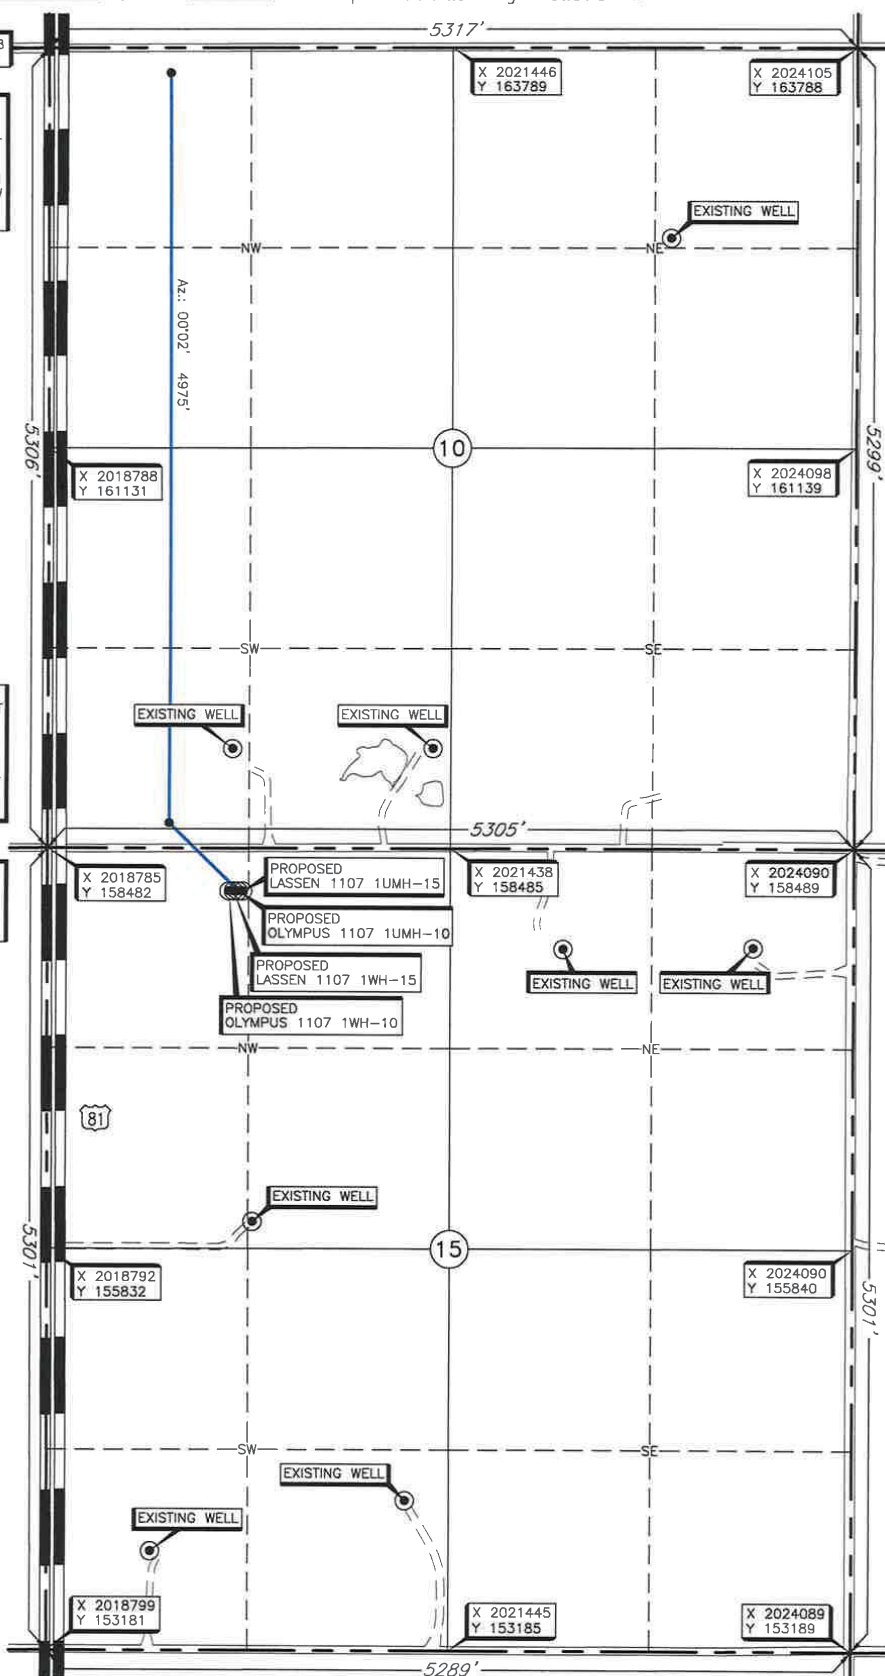 5317'
X 2021446
Y 163789
X 2024105
Y 163788
EXISTING WELL
NW
NE
Az.: 00°02' 4975'
5306'
10
5299'
X 2018788
Y 161131
X 2024098
Y 161139
SW
SE
EXISTING WELL
EXISTING WELL
5305'
X 2018785
Y 158482
PROPOSED
LASSEN 1107 1UMH-15
X 2021438
Y 158485
X 2024090
Y 158489
PROPOSED
OLYMPUS 1107 1UMH-10
PROPOSED
LASSEN 1107 1WH-15
EXISTING WELL
EXISTING WELL
PROPOSED
OLYMPUS 1107 1WH-10
NW
NE
81
EXISTING WELL
5301'
15
X 2018792
Y 155832
X 2024090
Y 155840
5301'
SW
SE
EXISTING WELL
EXISTING WELL
X 2018799
Y 153181
X 2021445
Y 153185
X 2024089
Y 153189
5289'